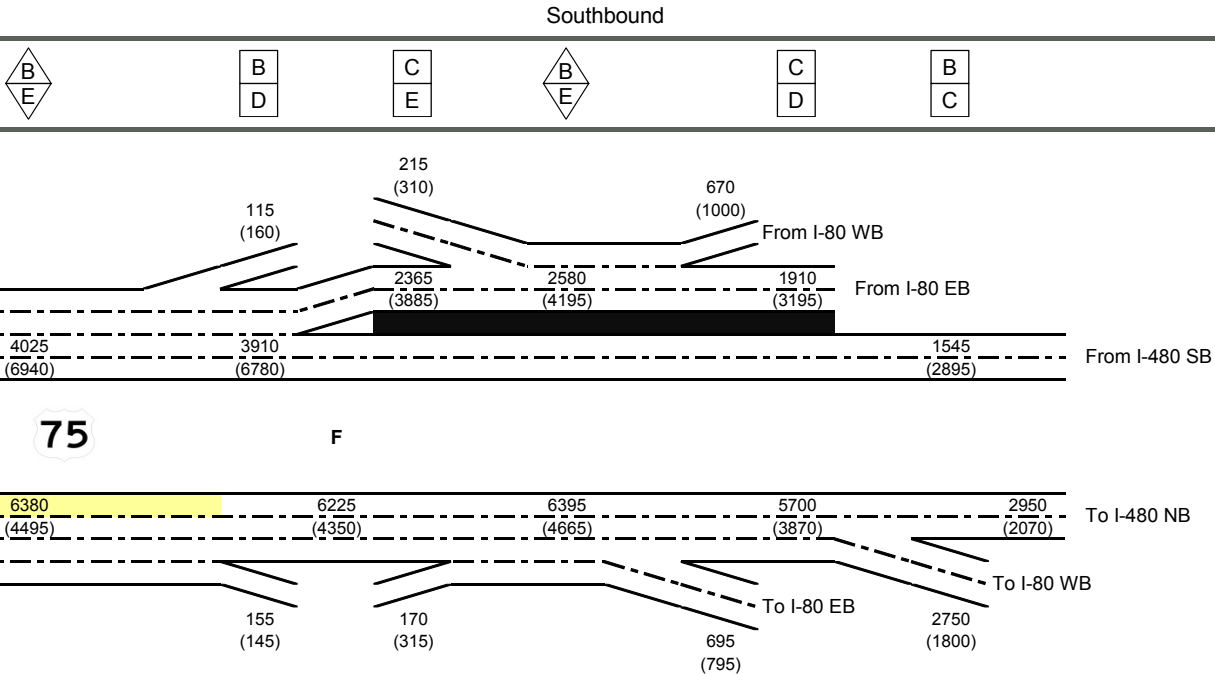 Southbound
B B C B C B
E D E E D C
215
(310)
670
(1000)
115
(160)
From I-80 WB
2365 2580 1910
(3885) (4195) (3195)
From I-80 EB
4025 3910 1545
(6940) (6780) (2895)
From I-480 SB
75 F
6380 6225 6395 5700 2950
(4495) (4350) (4665) (3870) (2070)
To I-480 NB
To I-80 WB
To I-80 EB
155 170 2750
(145) (315) (1800)
695
(795)